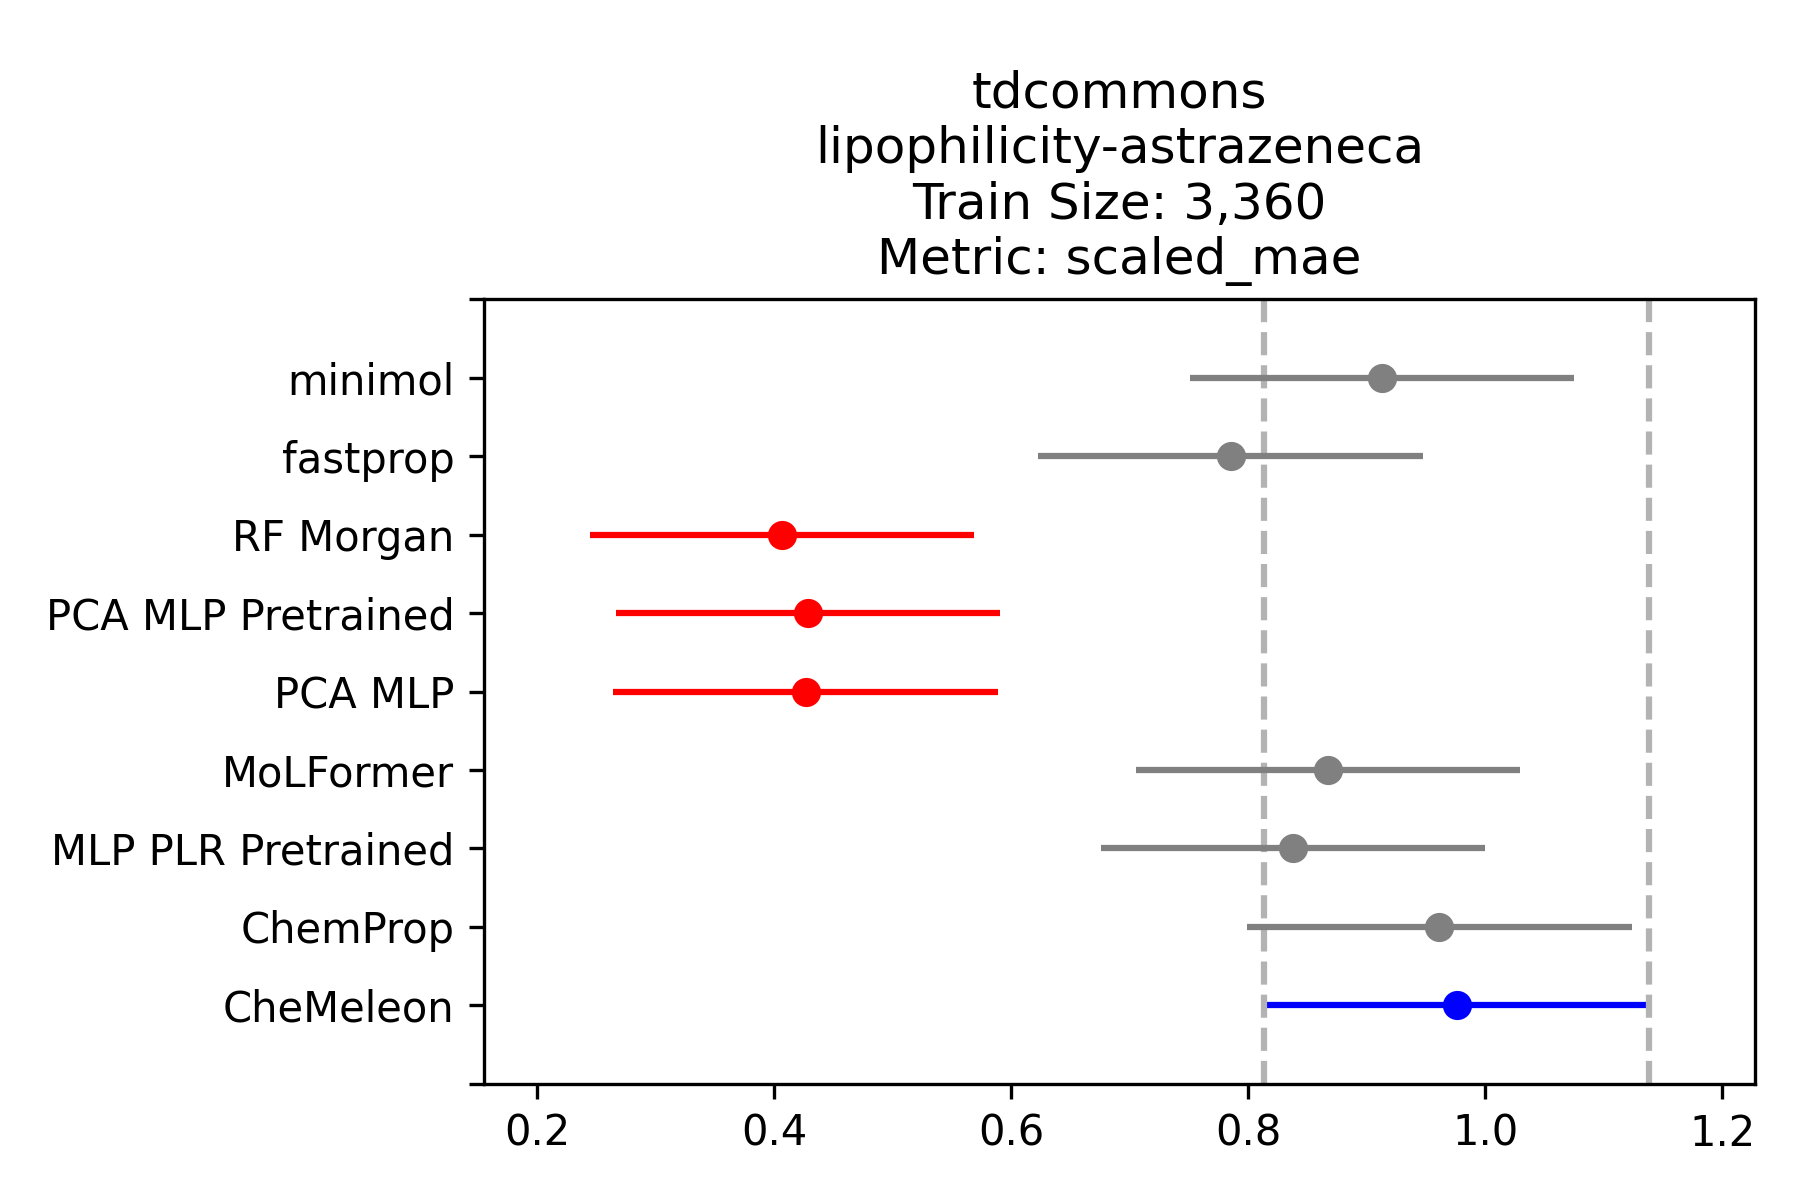 tdcommons
lipophilicity-astrazeneca
Train Size: 3,360
Metric: scaled_mae
minimol
fastprop
RF Morgan
PCA MLP Pretrained
PCA MLP
MoLFormer
MLP PLR Pretrained
ChemProp
CheMeleon
0.2 0.4 0.6 0.8 1.0 1.2